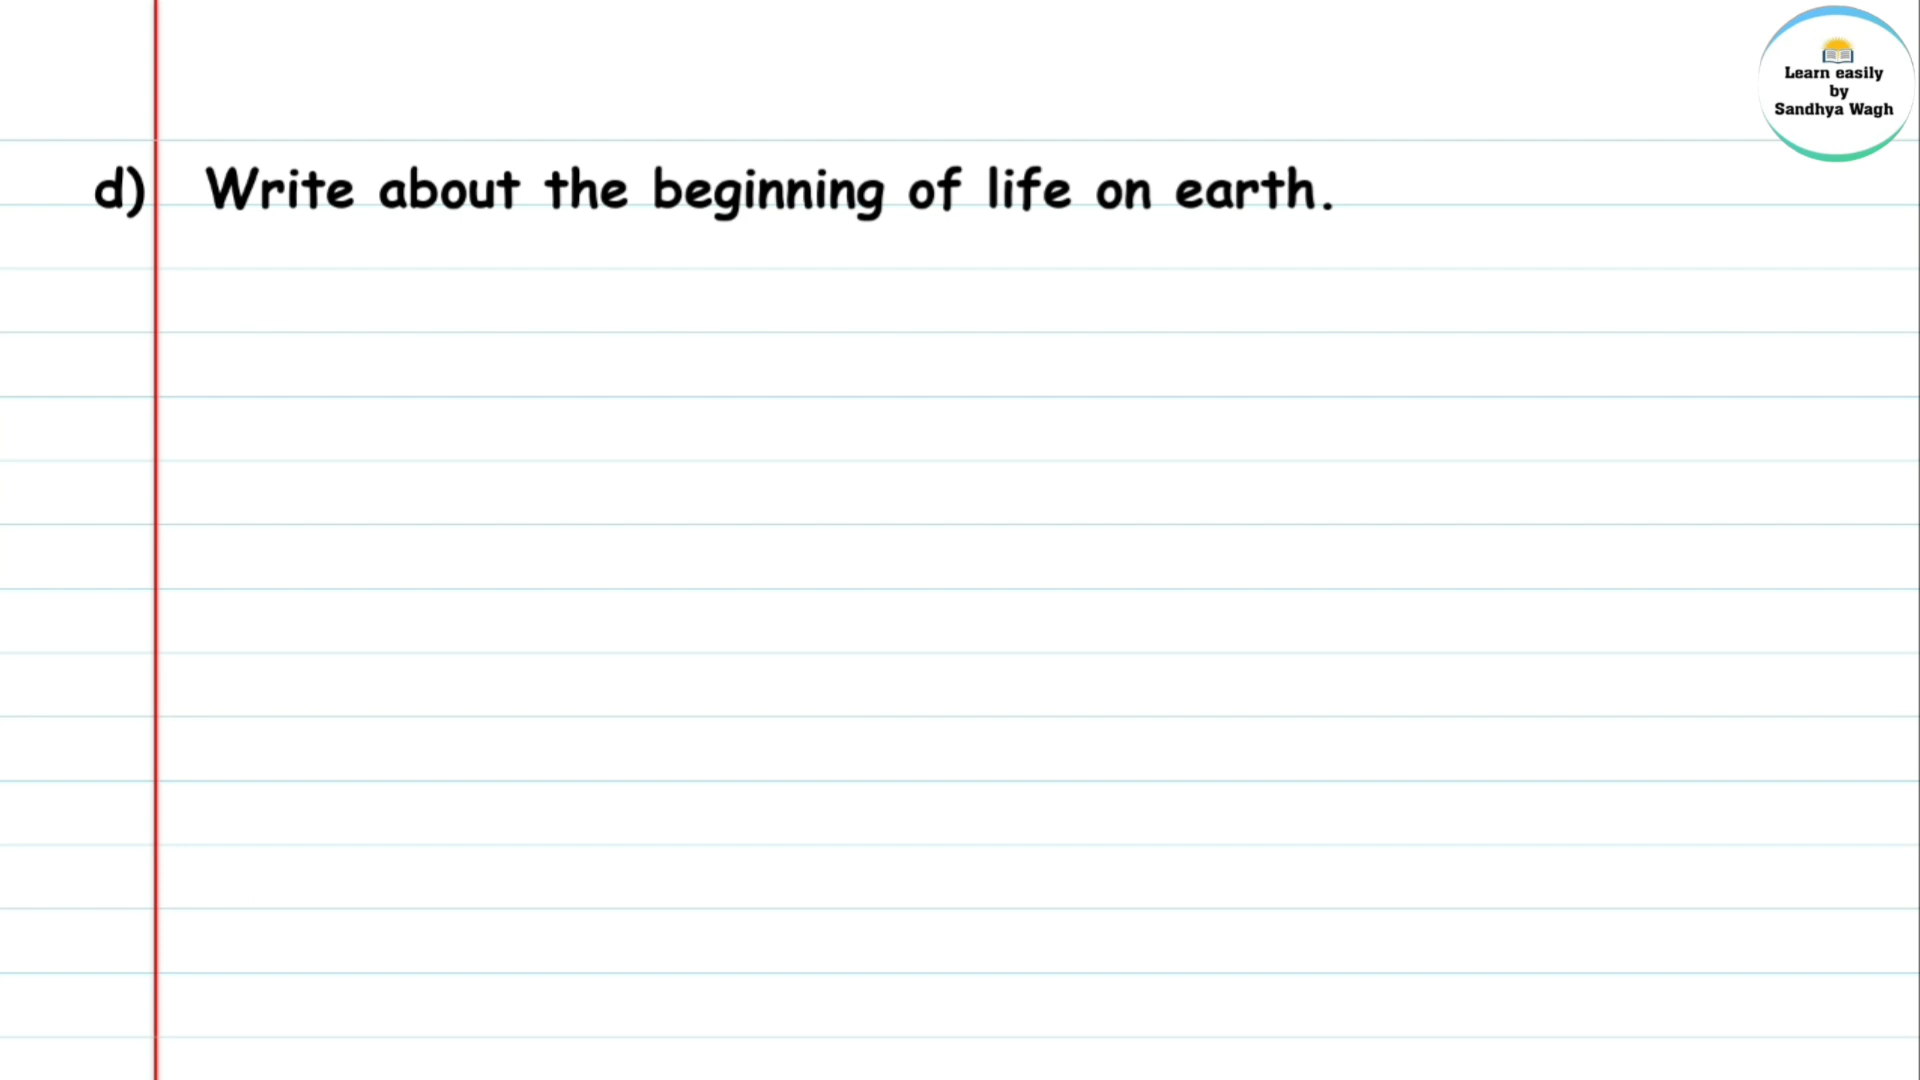 Learn easily
by
Sandhya Wagh
d) Write about the beginning of life on earth.